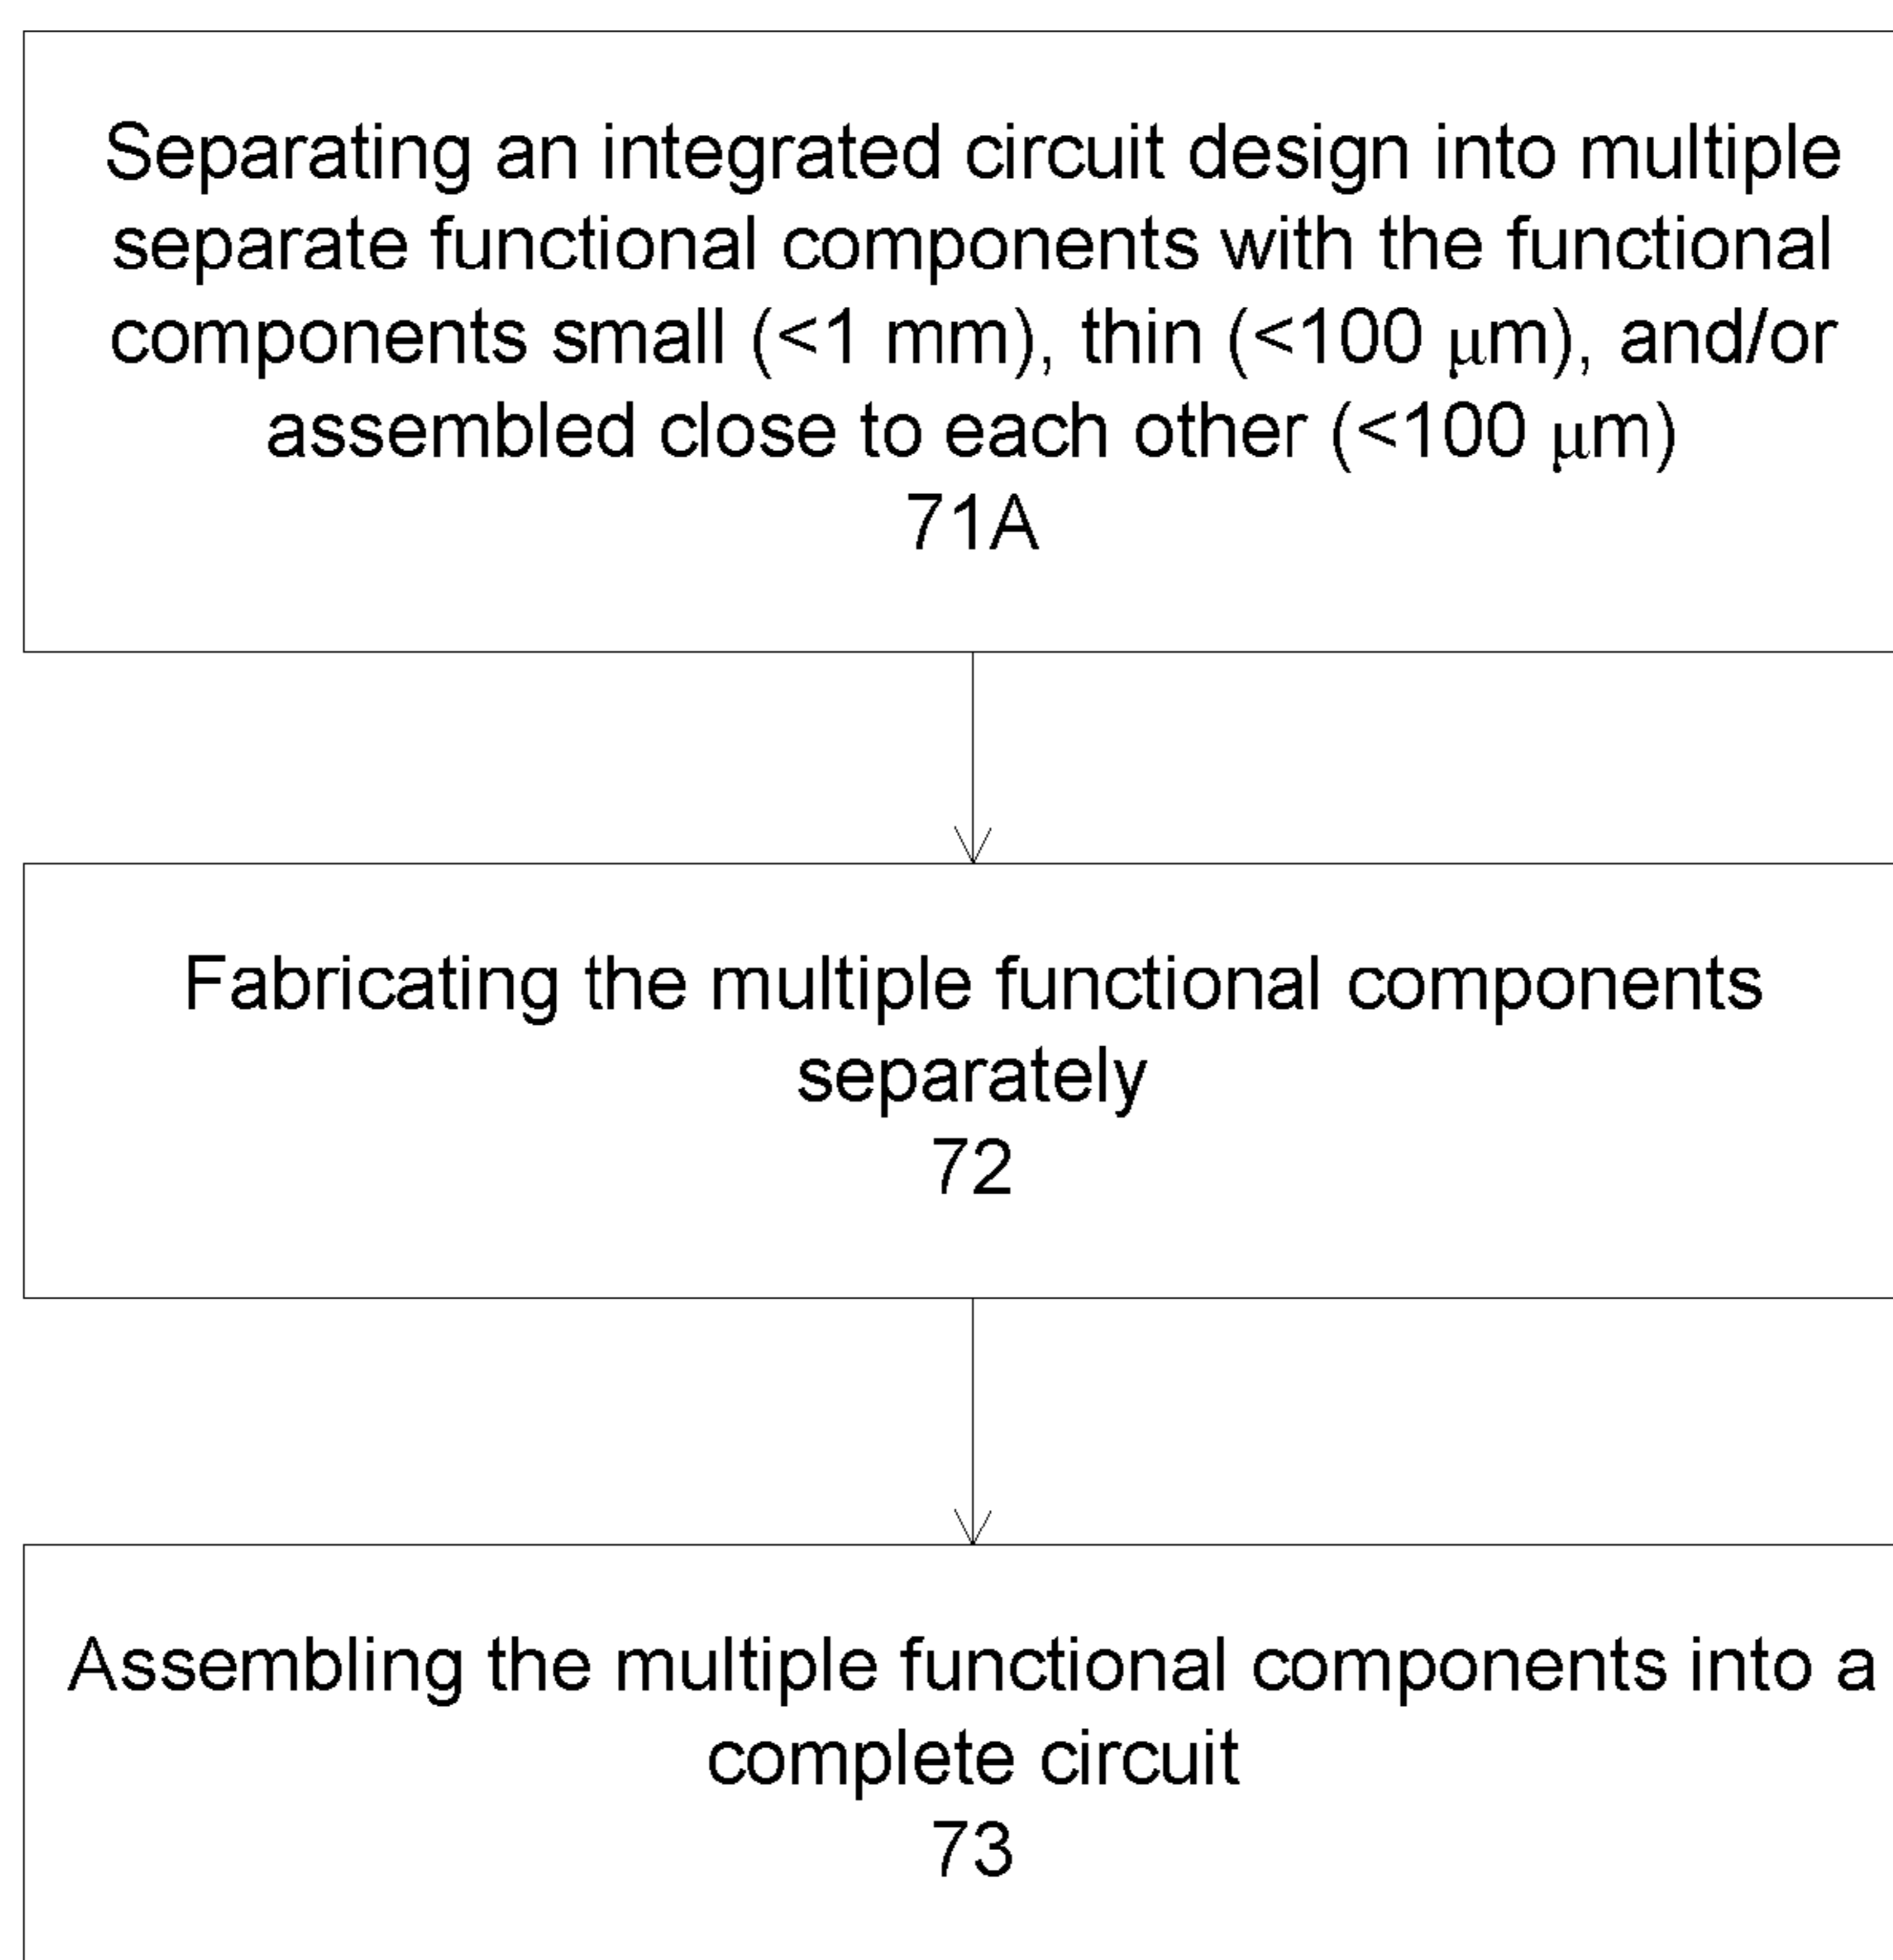 Separating an integrated circuit design into multiple
separate functional components with the functional
components small (<1 mm), thin (<100 μm), and/or
assembled close to each other (<100 μm)
71A
Fabricating the multiple functional components
separately
72
Assembling the multiple functional components into a
complete circuit
73